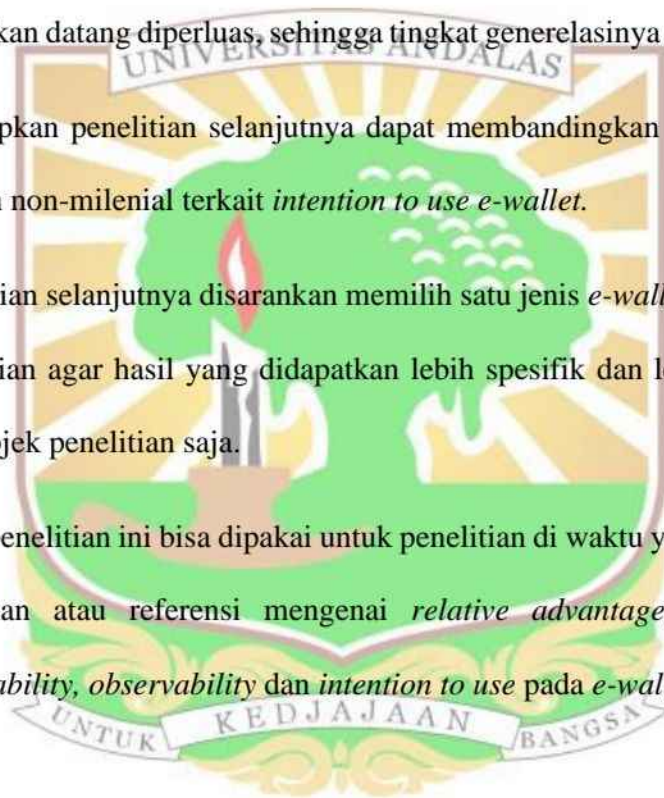 kan datang diperluas, sehingga tingkat generelasinya
UNIVERSITAS ANDALAS
pkan penelitian selanjutnya dapat membandingkan
n non-milenial terkait intention to use e-wallet.
ian selanjutnya disarankan memilih satu jenis e-wall
ian agar hasil yang didapatkan lebih spesifik dan l
ojek penelitian saja.
enelitian ini bisa dipakai untuk penelitian di waktu y
an atau referensi mengenai relative advantage
ability, observability dan intention to use pada e-wal
UNTUK KEDJAJAAN BANGSA